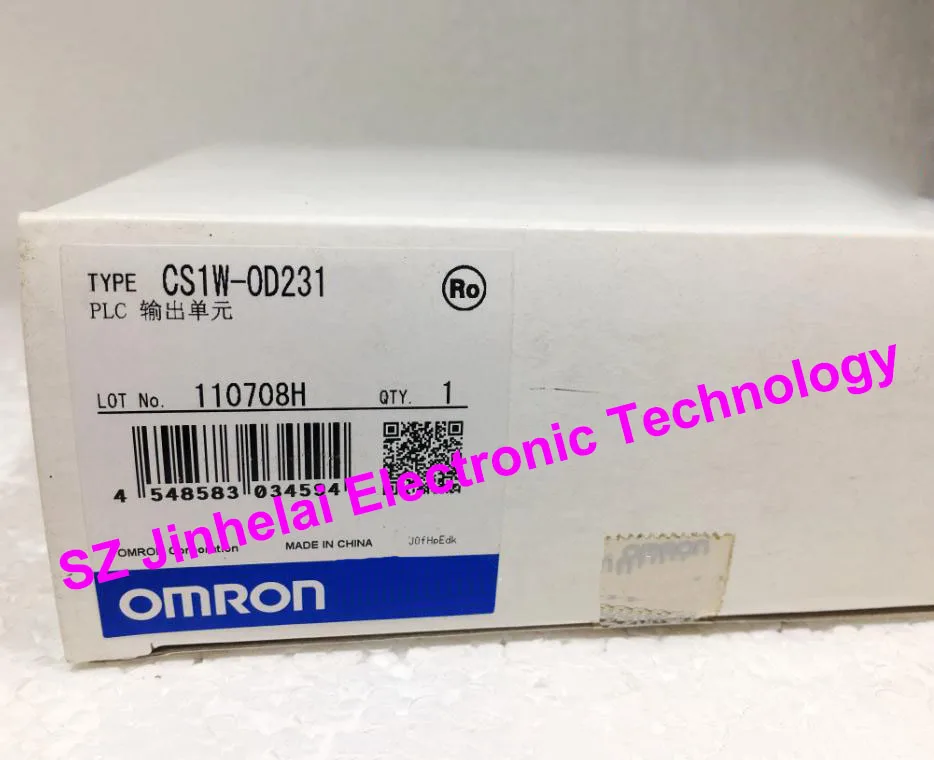 TYPE CS1W-OD231
Ro
PLC 输出单元
LOT No. 110708H QTY. 1
4 548583 034594
OMRON Corporation MADE IN CHINA J0fHoEdk
OMRON
OMRON
SZ Jinhelai Electronic Technology